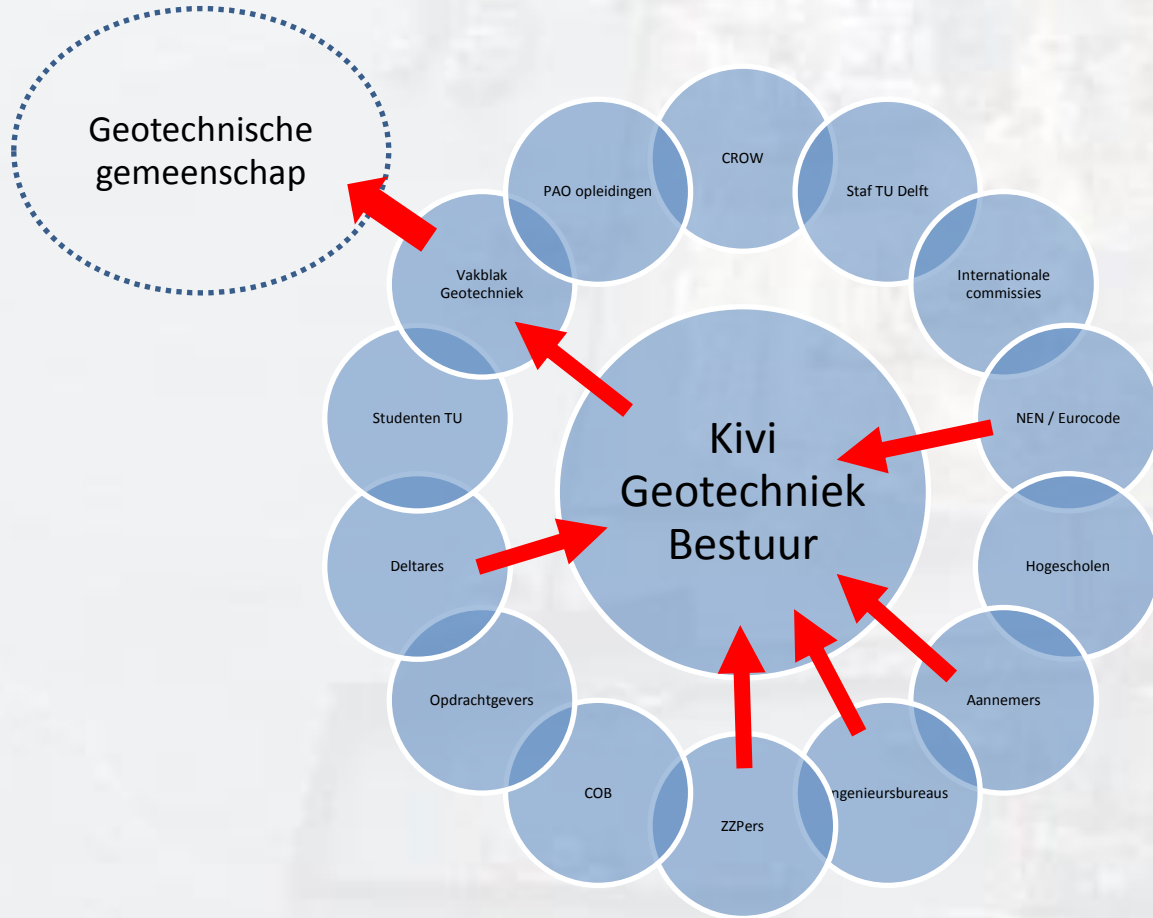 Geotechnische
gemeenschap
CROW
PAO opleidingen
Staf TU Delft
Vakblak
Geotechniek
Internationale
commissies
Studenten TU
NEN / Eurocode
Kivi
Geotechniek
Bestuur
Deltares
Hogescholen
Opdrachtgevers
Aannemers
COB
ngenieursbureaus
ZZPers